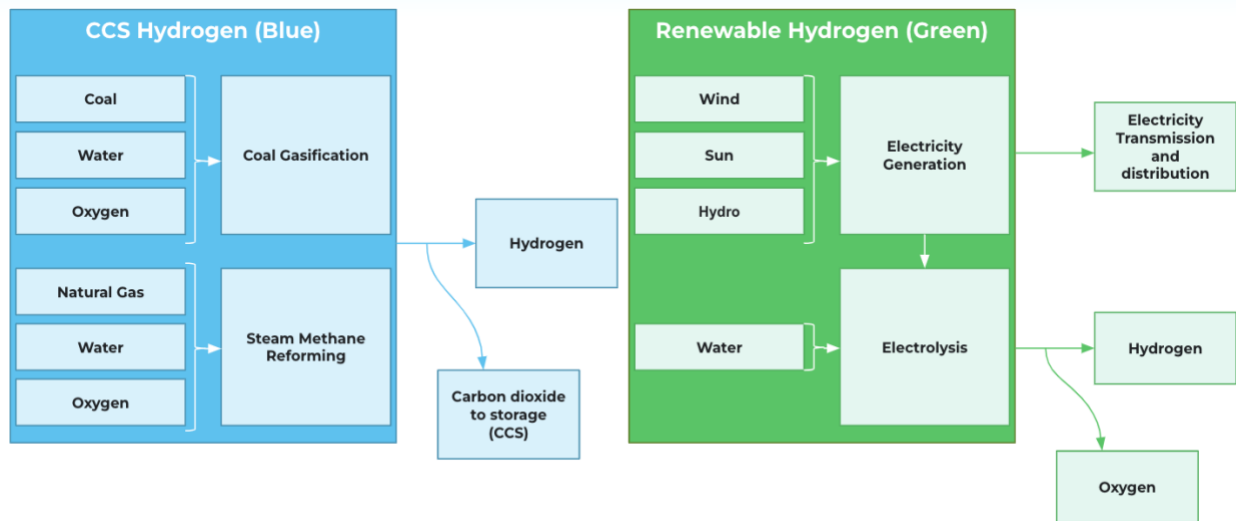 CCS Hydrogen (Blue)
Coal
Water
Oxygen
Coal Gasification
Natural Gas
Water
Oxygen
Steam Methane
Reforming
Hydrogen
Carbon dioxide
to storage
(CCS)
Renewable Hydrogen (Green)
Wind
Sun
Hydro
Electricity
Generation
Water
Electrolysis
Electricity
Transmission
and
distribution
Hydrogen
Oxygen